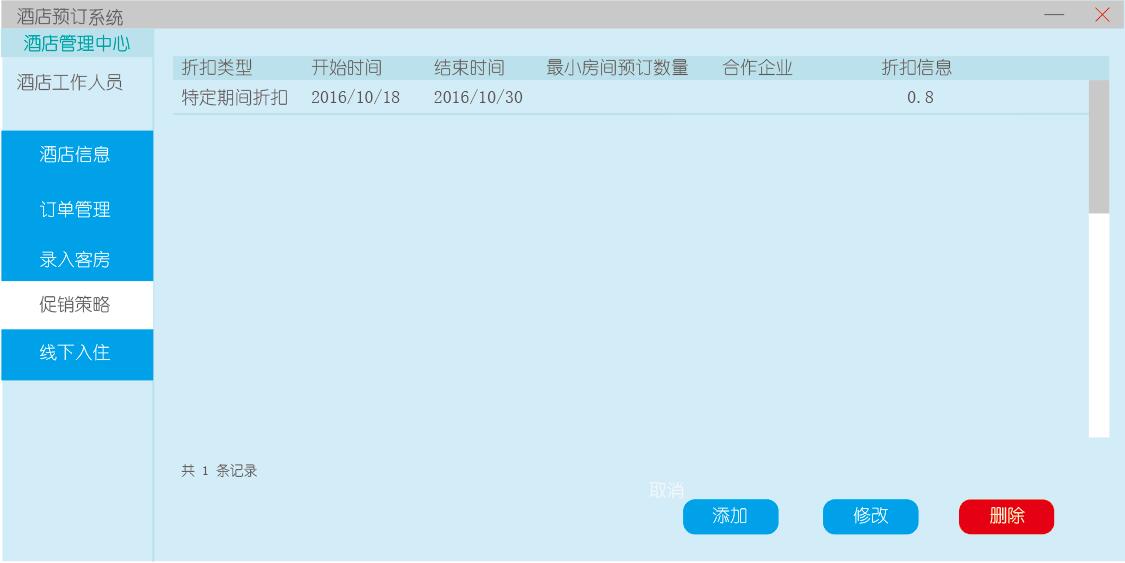 酒店预订系统
酒店管理中心
酒店工作人员
酒店信息
订单管理
录入客房
促销策略
线下入住
折扣类型 开始时间 结束时间 最小房间预订数量 合作企业 折扣信息
特定期间折扣 2016/10/18 2016/10/30 0.8
共 1 条记录
取消
添加 修改 删除